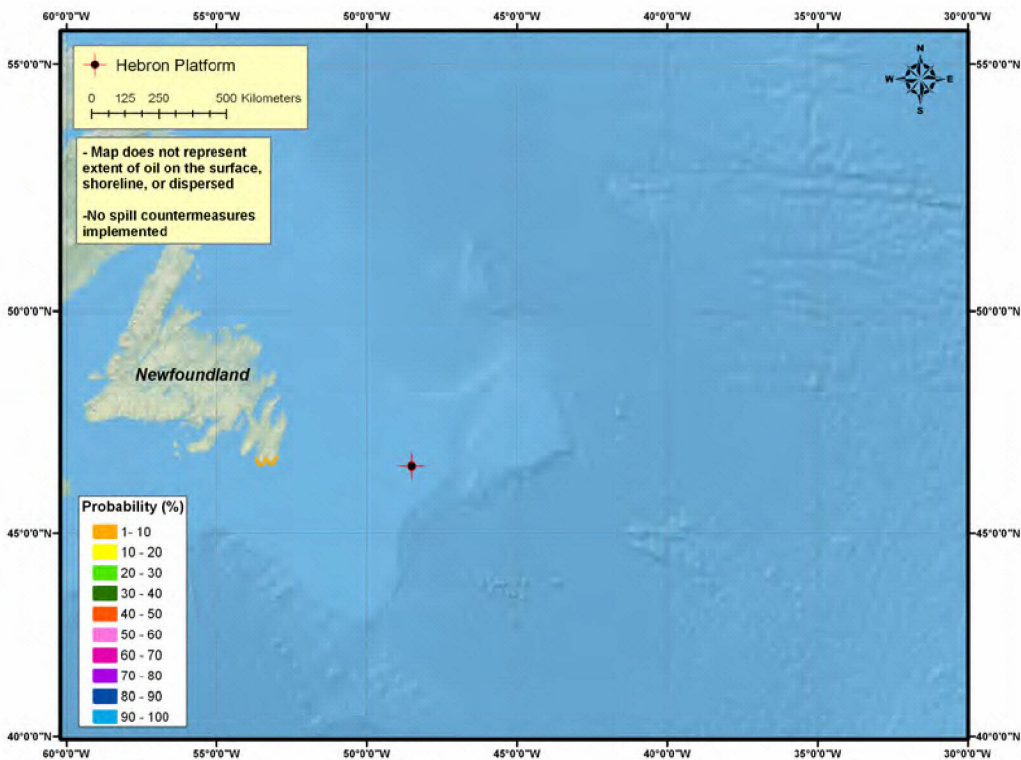 60°0'0"W 55°0'0"W 50°0'0"W 45°0'0"W 40°0'0"W 35°0'0"W 30°0'0"W
55°0'0"N 55°0'0"N
Hebron Platform
0 125 250 500 Kilometers
N
W E
S
- Map does not represent
extent of oil on the surface,
shoreline, or dispersed
-No spill countermeasures
implemented
50°0'0"N 50°0'0"N
Newfoundland
45°0'0"N 45°0'0"N
Probability (%)
1- 10
10 - 20
20 - 30
30 - 40
40 - 50
50 - 60
60 - 70
70 - 80
80 - 90
90 - 100
40°0'0"N 40°0'0"N
60°0'0"W 55°0'0"W 50°0'0"W 45°0'0"W 40°0'0"W 35°0'0"W 30°0'0"W